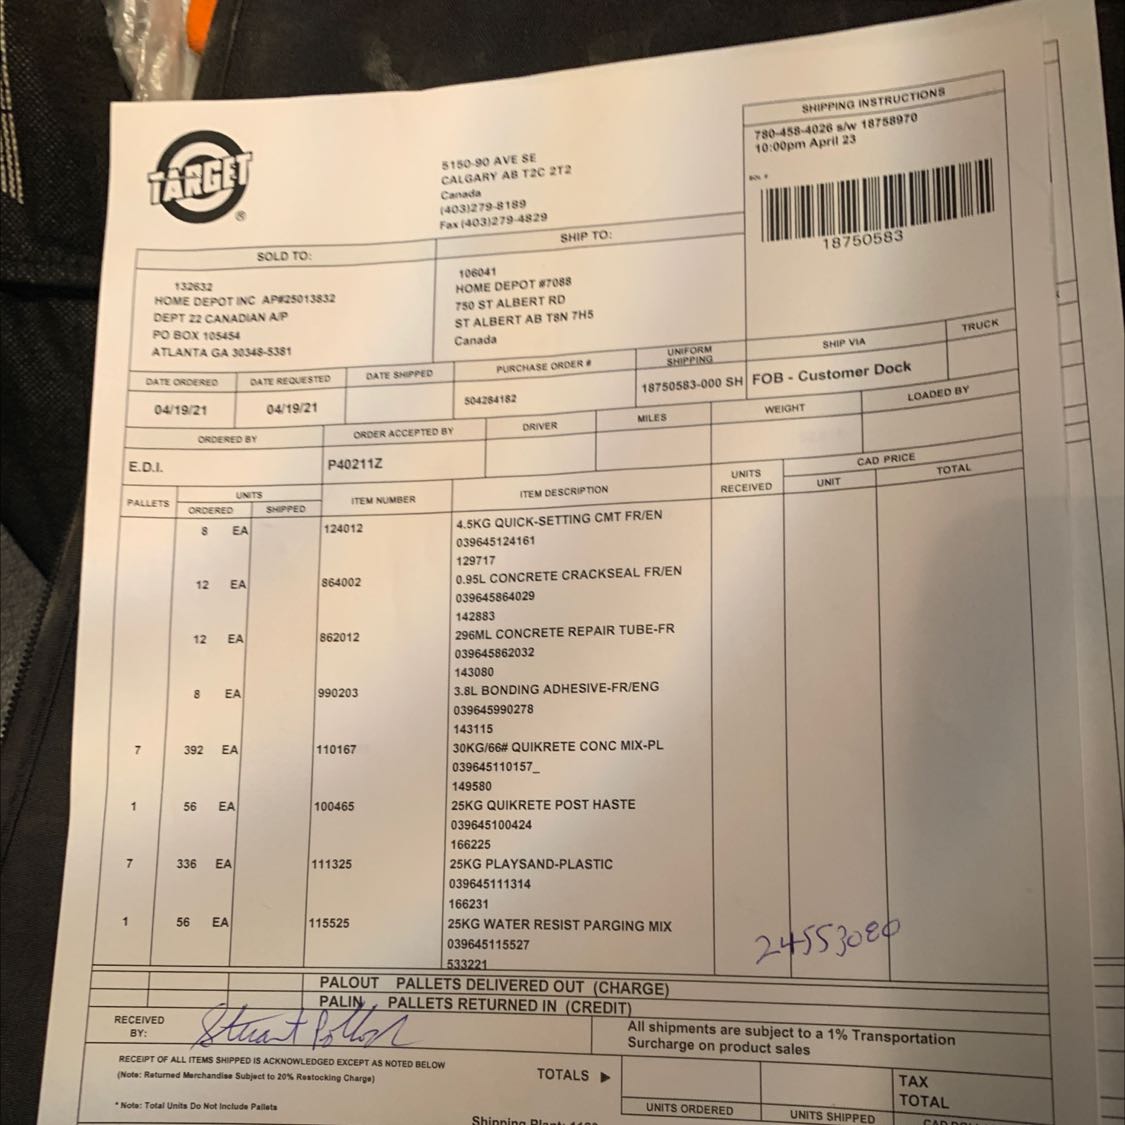 TARGET
®
5150-90 AVE SE
CALGARY AB T2C 2T2
Canada
(403)279-8189
Fax (403)279-4829
SHIPPING INSTRUCTIONS
780-458-4026 s/w 18758970
10:00pm April 23
BOL #
18750583
SOLD TO:
132632
HOME DEPOT INC AP#25013832
DEPT 22 CANADIAN A/P
PO BOX 105454
ATLANTA GA 30348-5381
SHIP TO:
106041
HOME DEPOT #7088
750 ST ALBERT RD
ST ALBERT AB T8N 7H5
Canada
DATE ORDERED DATE REQUESTED DATE SHIPPED PURCHASE ORDER # UNIFORM SHIPPING SHIP VIA TRUCK
04/19/21 04/19/21 504284182 18750583-000 SH FOB - Customer Dock
ORDERED BY ORDER ACCEPTED BY DRIVER MILES WEIGHT LOADED BY
E.D.I. P40211Z
PALLETS UNITS ITEM NUMBER ITEM DESCRIPTION UNITS RECEIVED CAD PRICE
ORDERED SHIPPED UNIT TOTAL
8 EA 124012 4.5KG QUICK-SETTING CMT FR/EN
039645124161
129717
12 EA 864002 0.95L CONCRETE CRACKSEAL FR/EN
039645864029
142883
12 EA 862012 296ML CONCRETE REPAIR TUBE-FR
039645862032
143080
8 EA 990203 3.8L BONDING ADHESIVE-FR/ENG
039645990278
143115
7 392 EA 110167 30KG/66# QUIKRETE CONC MIX-PL
039645110157_
149580
1 56 EA 100465 25KG QUIKRETE POST HASTE
039645100424
166225
7 336 EA 111325 25KG PLAYSAND-PLASTIC
039645111314
166231
1 56 EA 115525 25KG WATER RESIST PARGING MIX
039645115527
533221
24553080
PALOUT PALLETS DELIVERED OUT (CHARGE)
PALIN PALLETS RETURNED IN (CREDIT)
RECEIVED BY: Stuart
All shipments are subject to a 1% Transportation
Surcharge on product sales
RECEIPT OF ALL ITEMS SHIPPED IS ACKNOWLEDGED EXCEPT AS NOTED BELOW
(Note: Returned Merchandise Subject to 20% Restocking Charge)
TOTALS
TAX
TOTAL
* Note: Total Units Do Not Include Pallets
UNITS ORDERED UNITS SHIPPED
Shipping Plant: